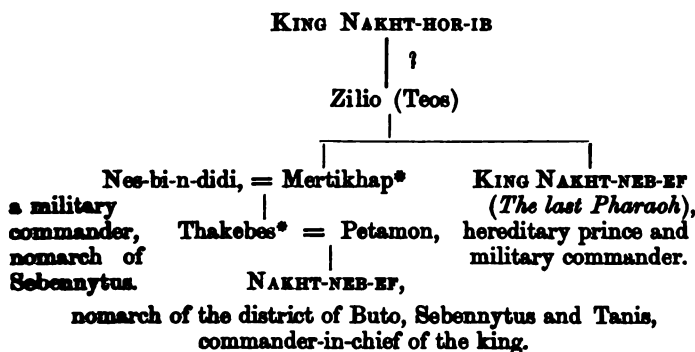 KING NAKHT-HOR-IB
?
Zilio (Teos)
Nes-bi-n-didi, = Mertikhap* KING NAKHT-NEB-EF
a military (The last Pharaoh),
commander, Thakebes* = Petamon, hereditary prince and
nomarch of military commander.
Sebennytus. NAKHT-NEB-EF,
nomarch of the district of Buto, Sebennytus and Tanis,
commander-in-chief of the king.